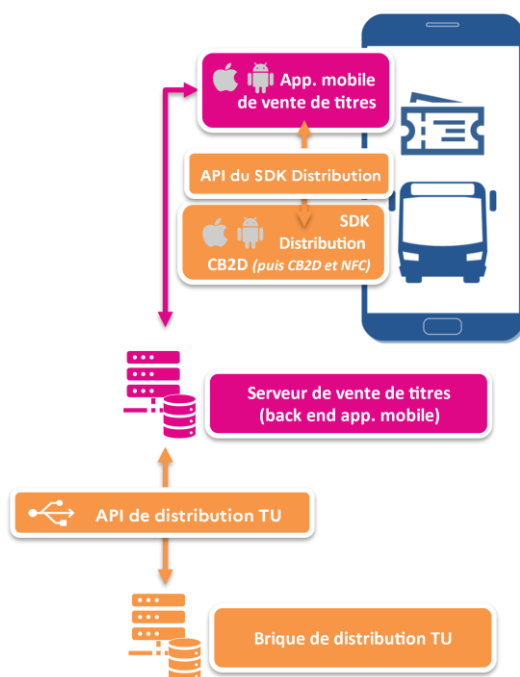 App. mobile
de vente de titres
API du SDK Distribution
SDK
Distribution
CB2D (puis CB2D et NFC)
Serveur de vente de titres
(back end app. mobile)
API de distribution TU
Brique de distribution TU